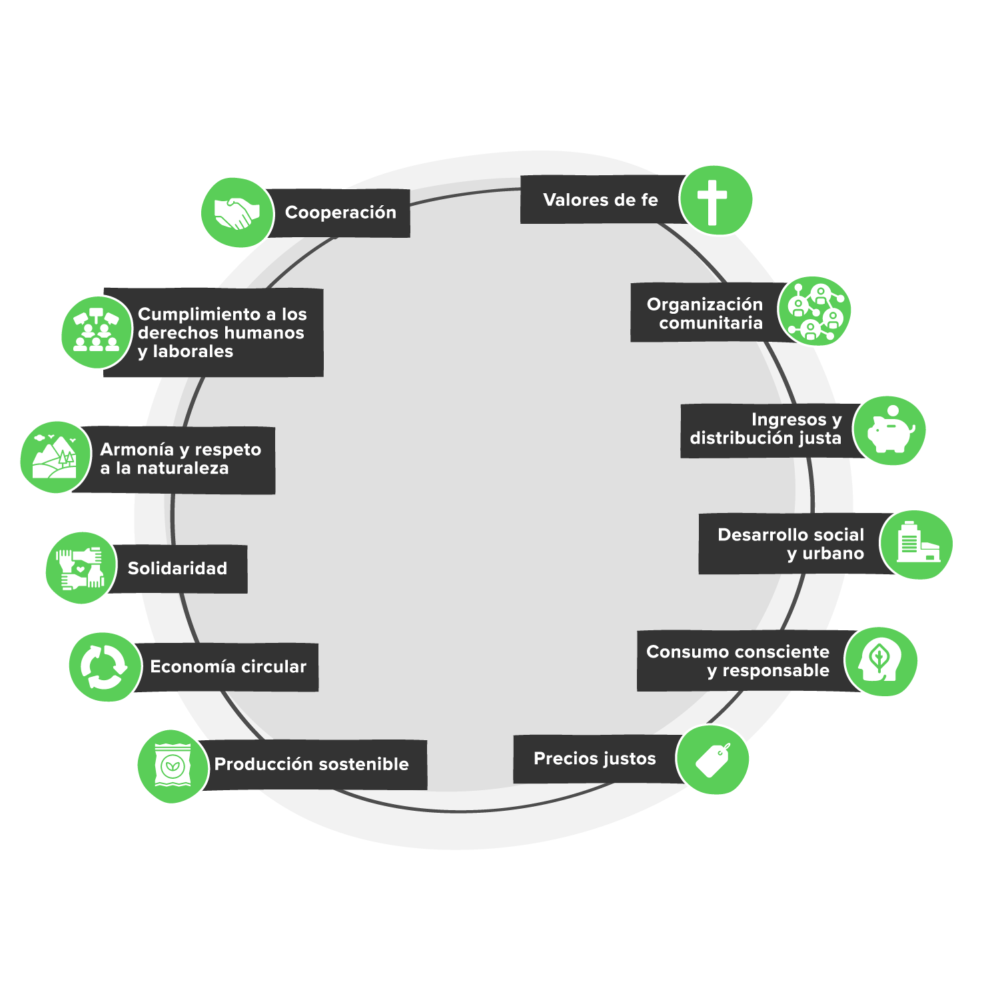 Cooperación
Valores de fe
Cumplimiento a los
derechos humanos
y laborales
Organización
comunitaria
Armonía y respeto
a la naturaleza
Ingresos y
distribución justa
Solidaridad
Desarrollo social
y urbano
Economía circular
Consumo consciente
y responsable
Producción sostenible
Precios justos